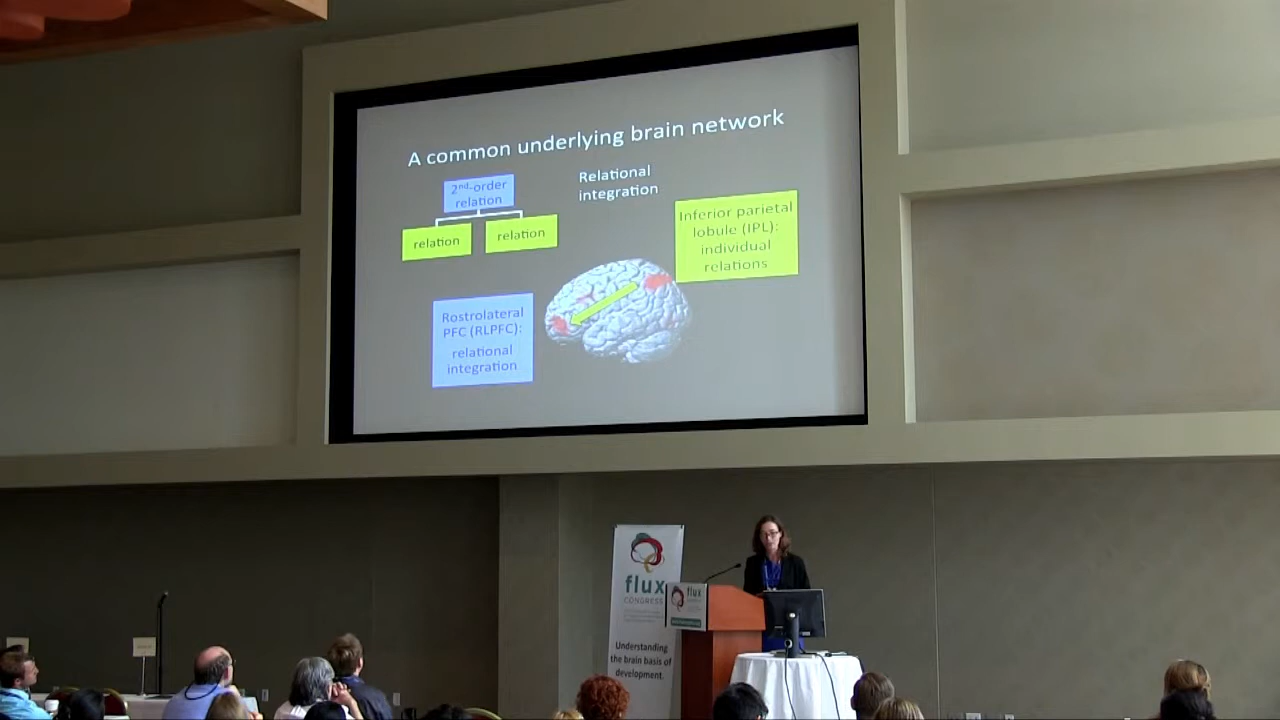 A common underlying brain network
2nd-order
relation
relation
relation
Relational
integration
Inferior parietal
lobule (IPL):
individual
relations
Rostrolateral
PFC (RLPFC):
relational
integration
flux
CONGRESS
Understanding
the brain basis of
development.
flux